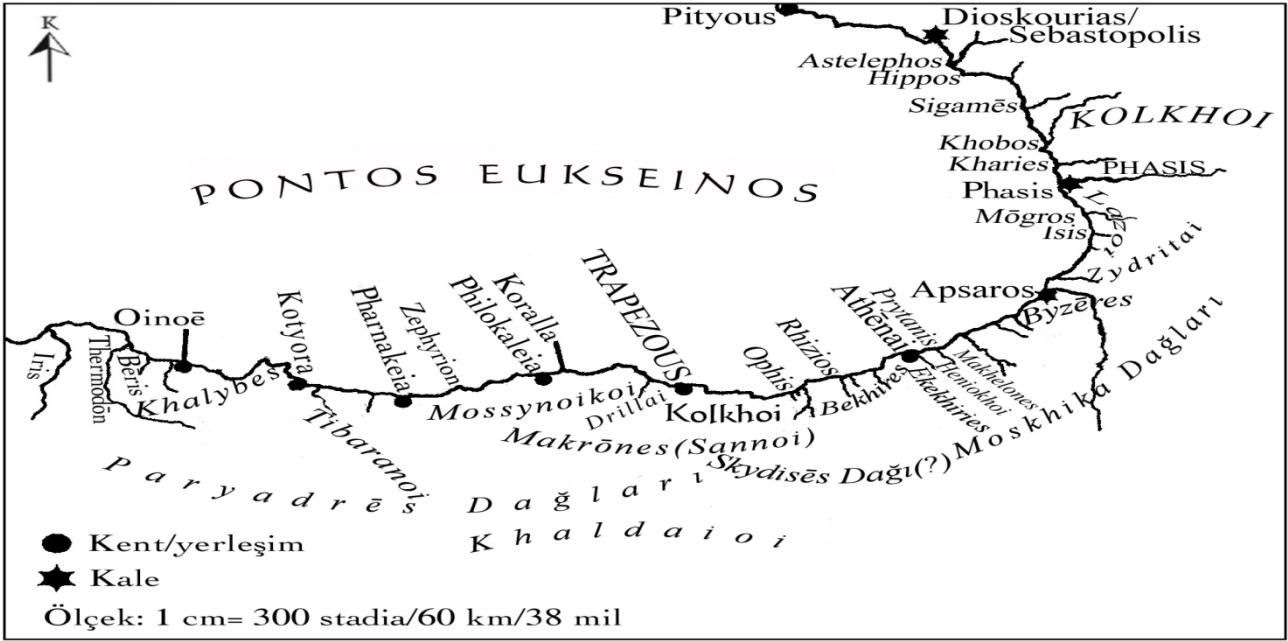 K
Pityous
Dioskourias/
Sebastopolis
Astelephos
Hippos
Sigamēs
KOLKHOI
Khobos
Kharies
PHASIS
Phasis
Lazoi
Mōgros
Isis
Zydritai
PONTOS EUKSEINOS
Apsaros
Byzēres
Oinoē
Kotyora
Pharnakeia
Zephyrion
Philokaleia
Koralla
TRAPEZOUS
Ophis
Rhizios
Athēnai
Prytanis
Iris
Thermodōn
Bēris
Khalybes
Tibaranoi
Mossynoikoi
Drillai
Kolkhoi
Bekhires
Ekekhiries
Heniokhoi
Makhelones
Makrōnes (Sannoi)
Skydisēs Dağı(?)
Moskhika Dağları
Paryadrēs Dağları
Khaldaioi
Kent/yerleşim
Kale
Ölçek: 1 cm= 300 stadia/60 km/38 mil